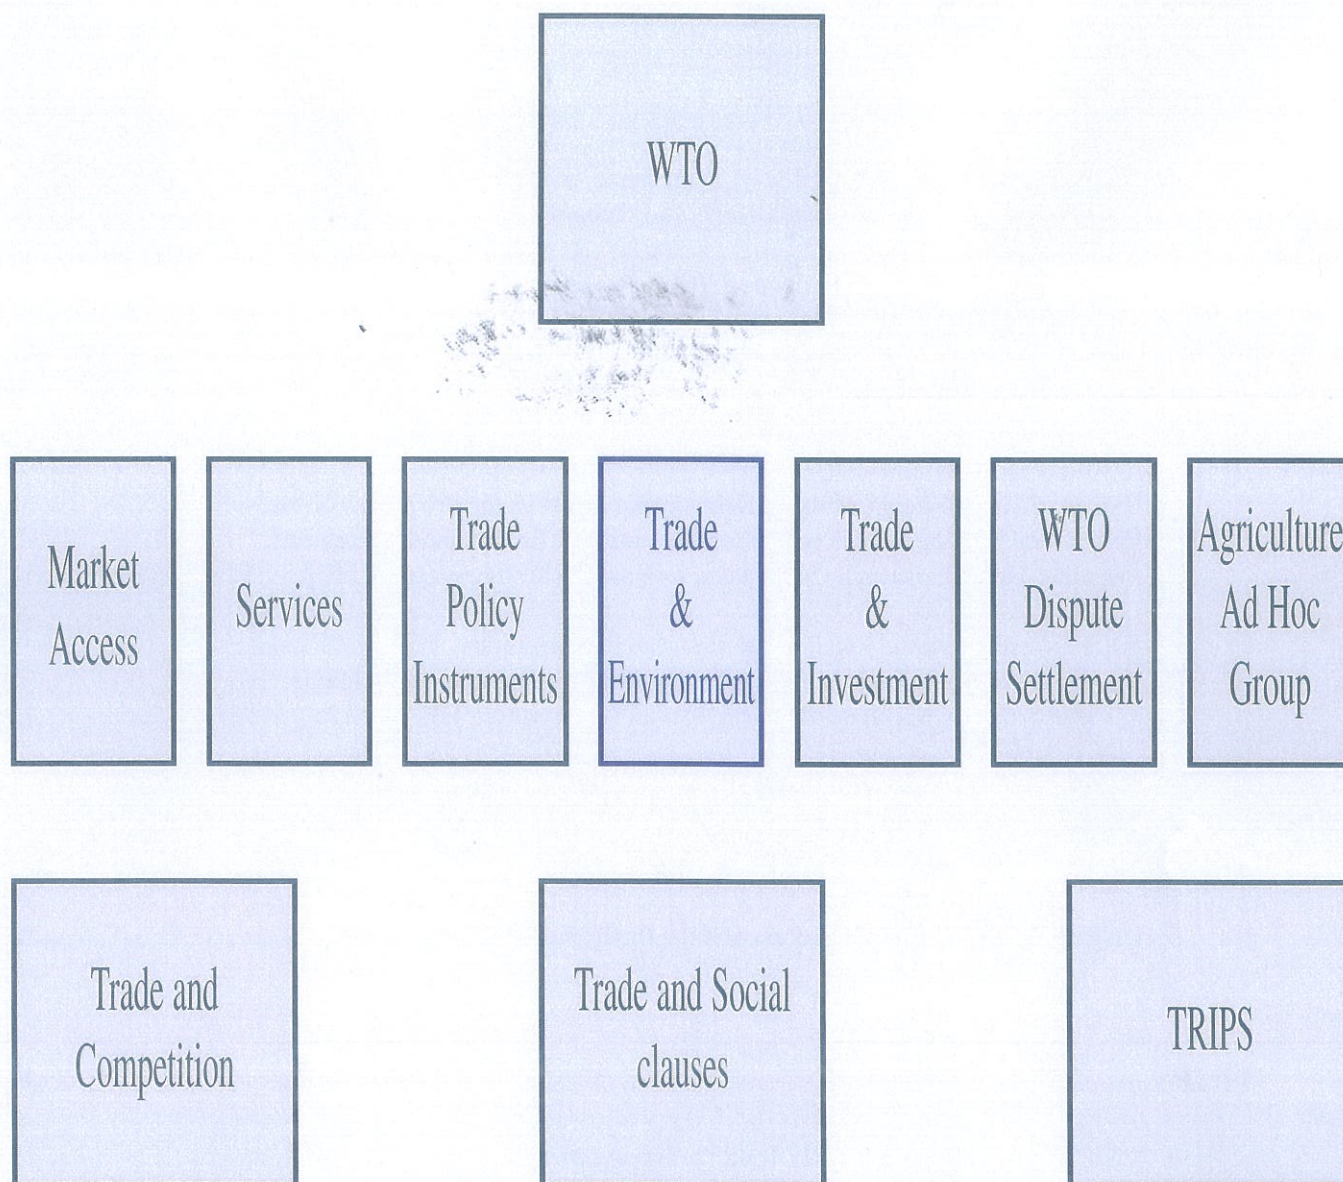 WTO
Market
Access
Services
Trade
Policy
Instruments
Trade
&
Environment
Trade
&
Investment
WTO
Dispute
Settlement
Agriculture
Ad Hoc
Group
Trade and
Competition
Trade and Social
clauses
TRIPS